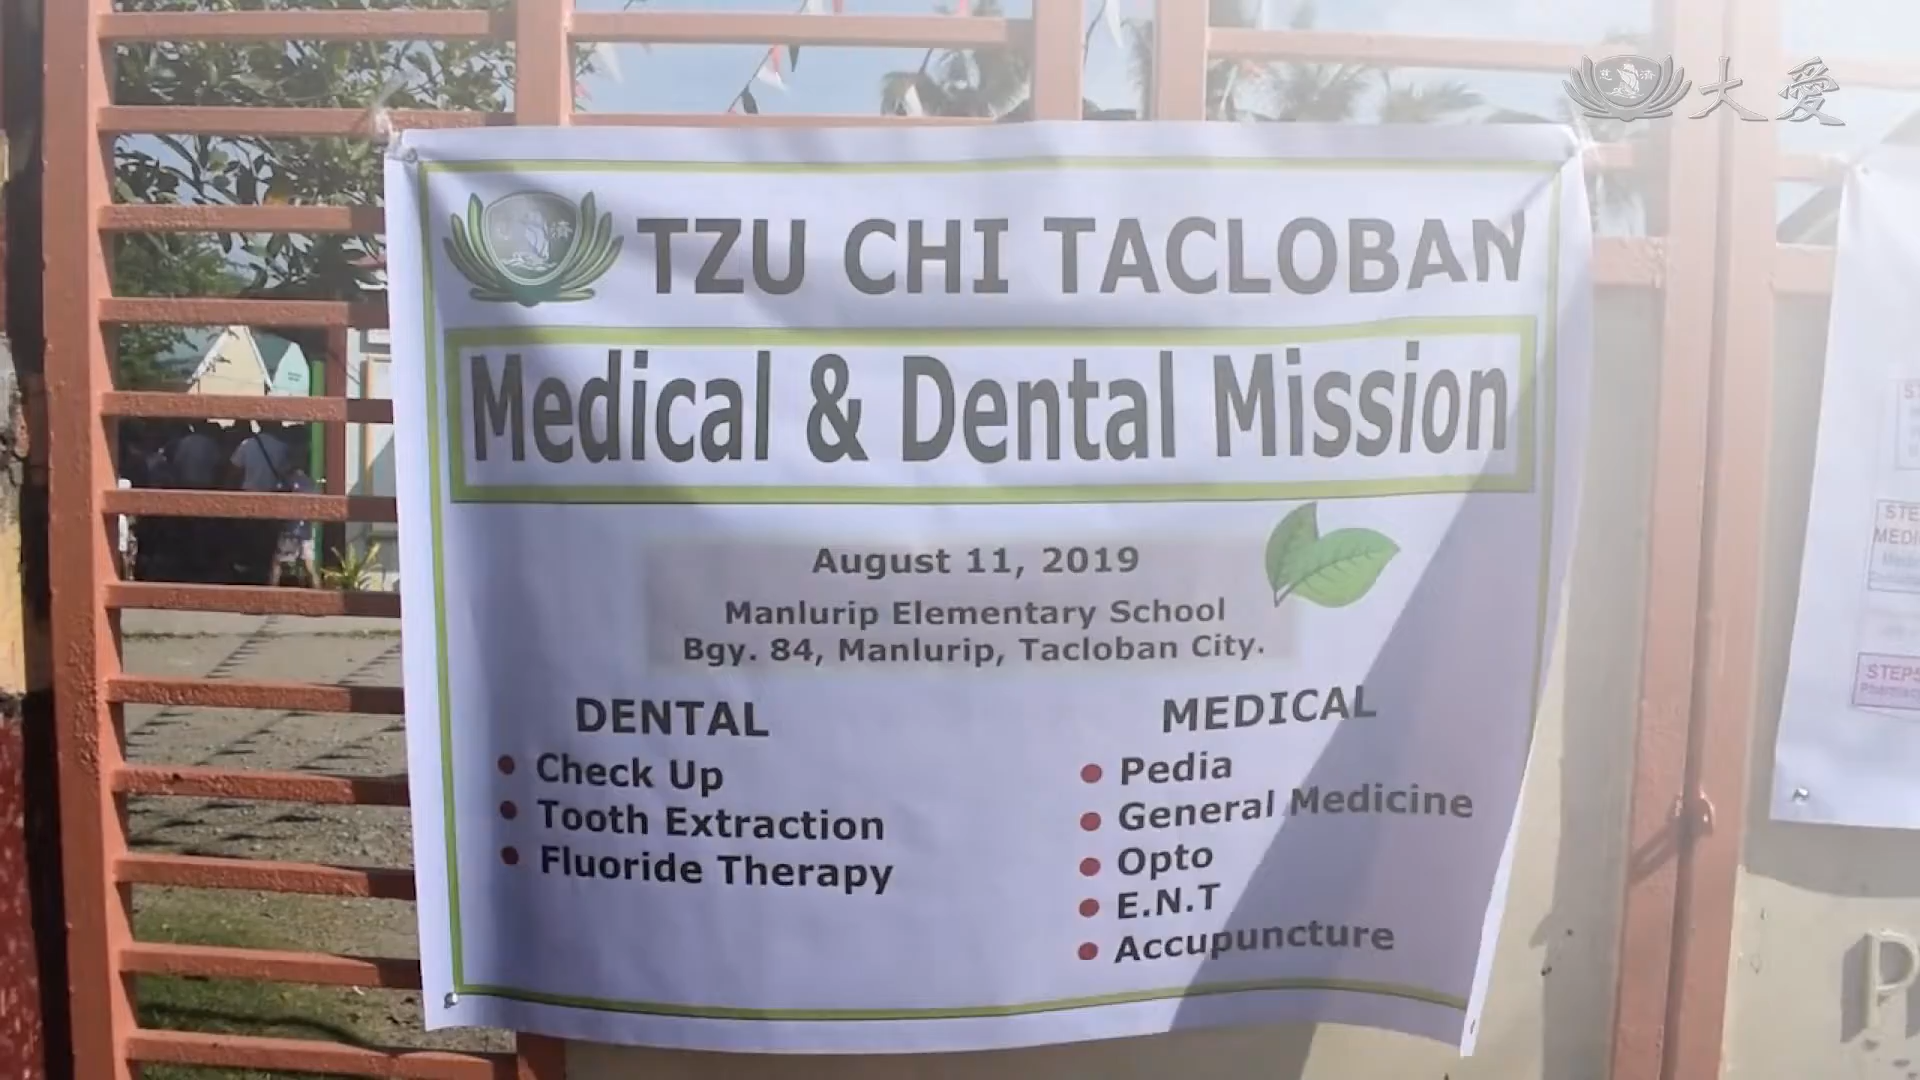 大愛
TZU CHI TACLOBAN
Medical & Dental Mission
August 11, 2019
Manlurip Elementary School
Bgy. 84, Manlurip, Tacloban City.
DENTAL
Check Up
Tooth Extraction
Fluoride Therapy
MEDICAL
Pedia
General Medicine
Opto
E.N.T
Accupuncture
STEPS
P